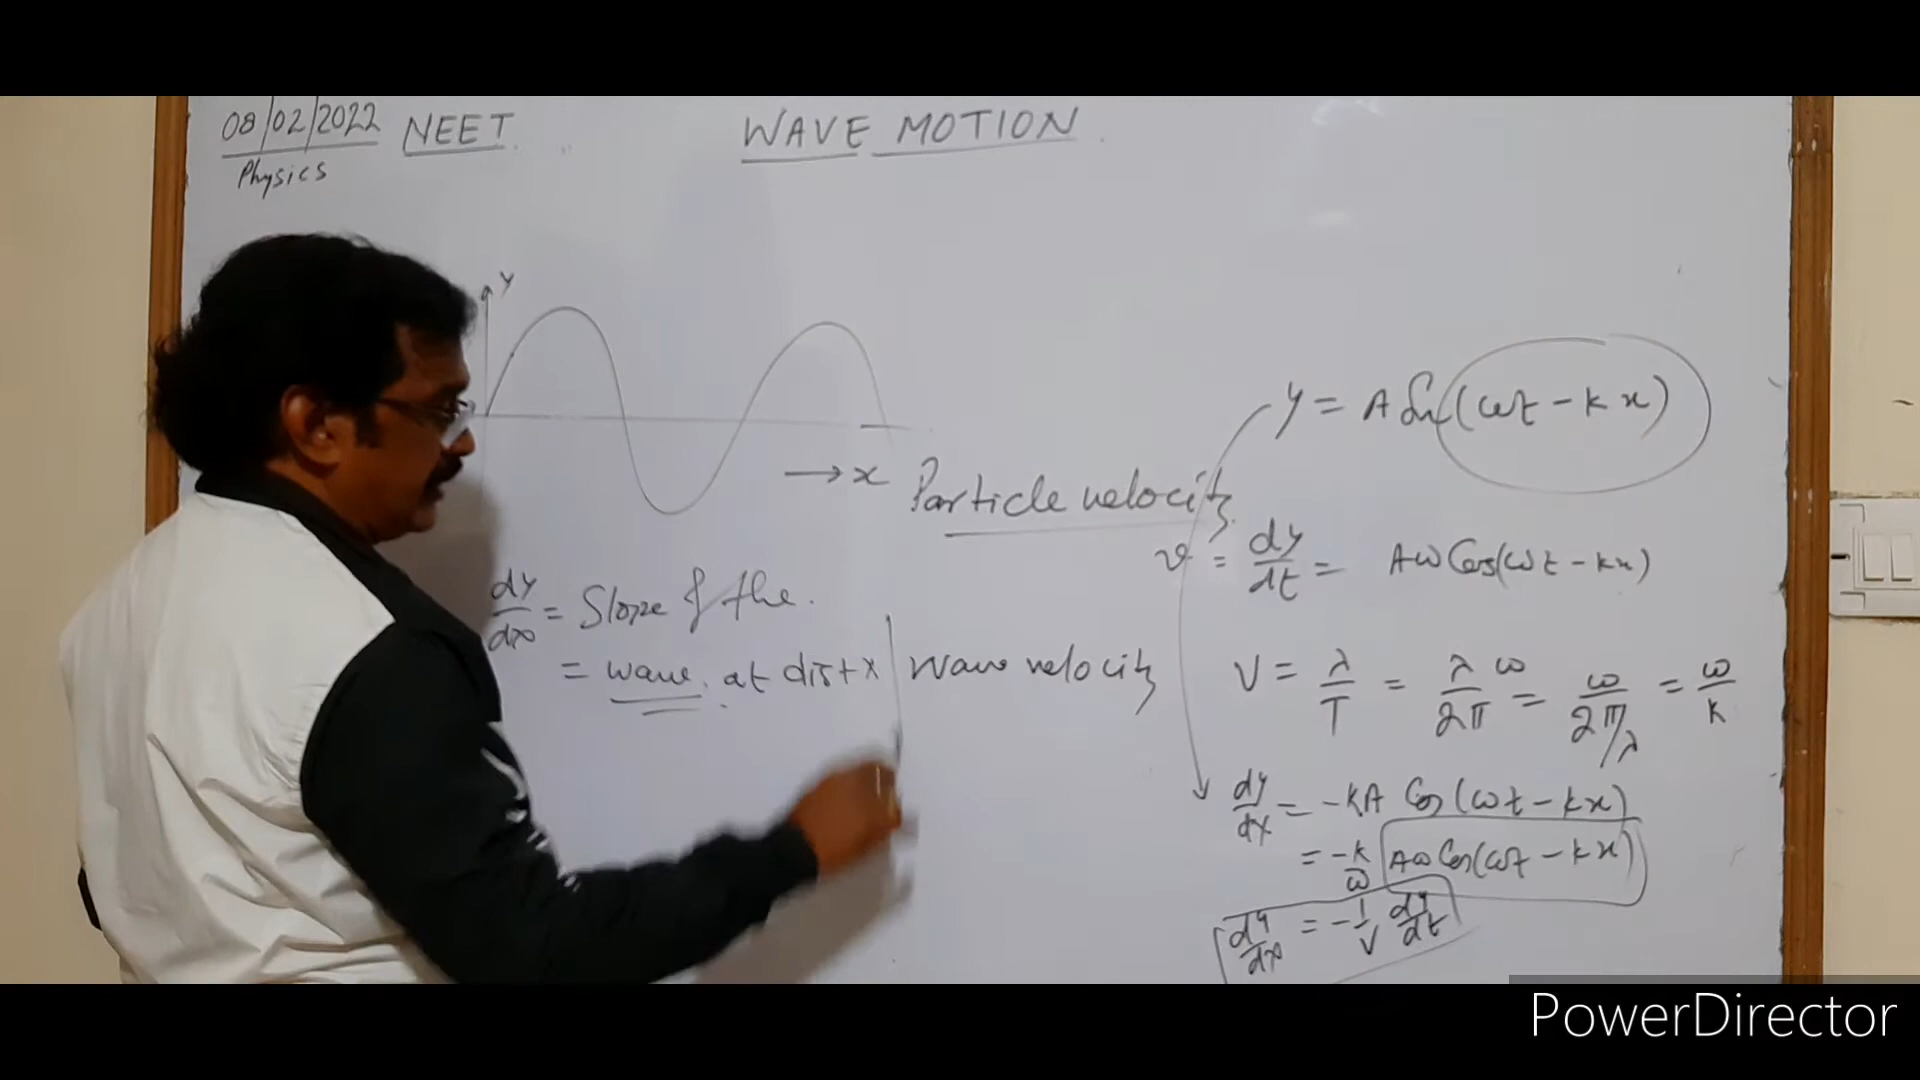 08/02/2022 NEET
Physics
WAVE MOTION
y
→ x
dy/dx = Slope of the.
= wave. at dist x
Particle velocity
Wave velocity
y = A Sin(ωt - kx)
v = dy/dt = Aω Cos(ωt - kx)
V = λ/T = λω/2π = ω/2π/λ = ω/k
dy/dx = -kA Cos(ωt - kx)
= -k/ω Aω Cos(ωt - kx)
dy/dx = -1/V dy/dt
PowerDirector